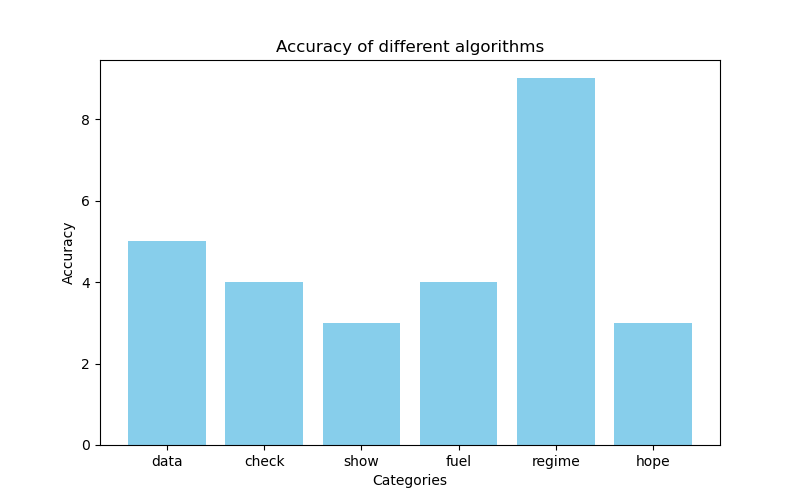 Accuracy of different algorithms
Accuracy
8
6
4
2
0
data check show fuel regime hope
Categories